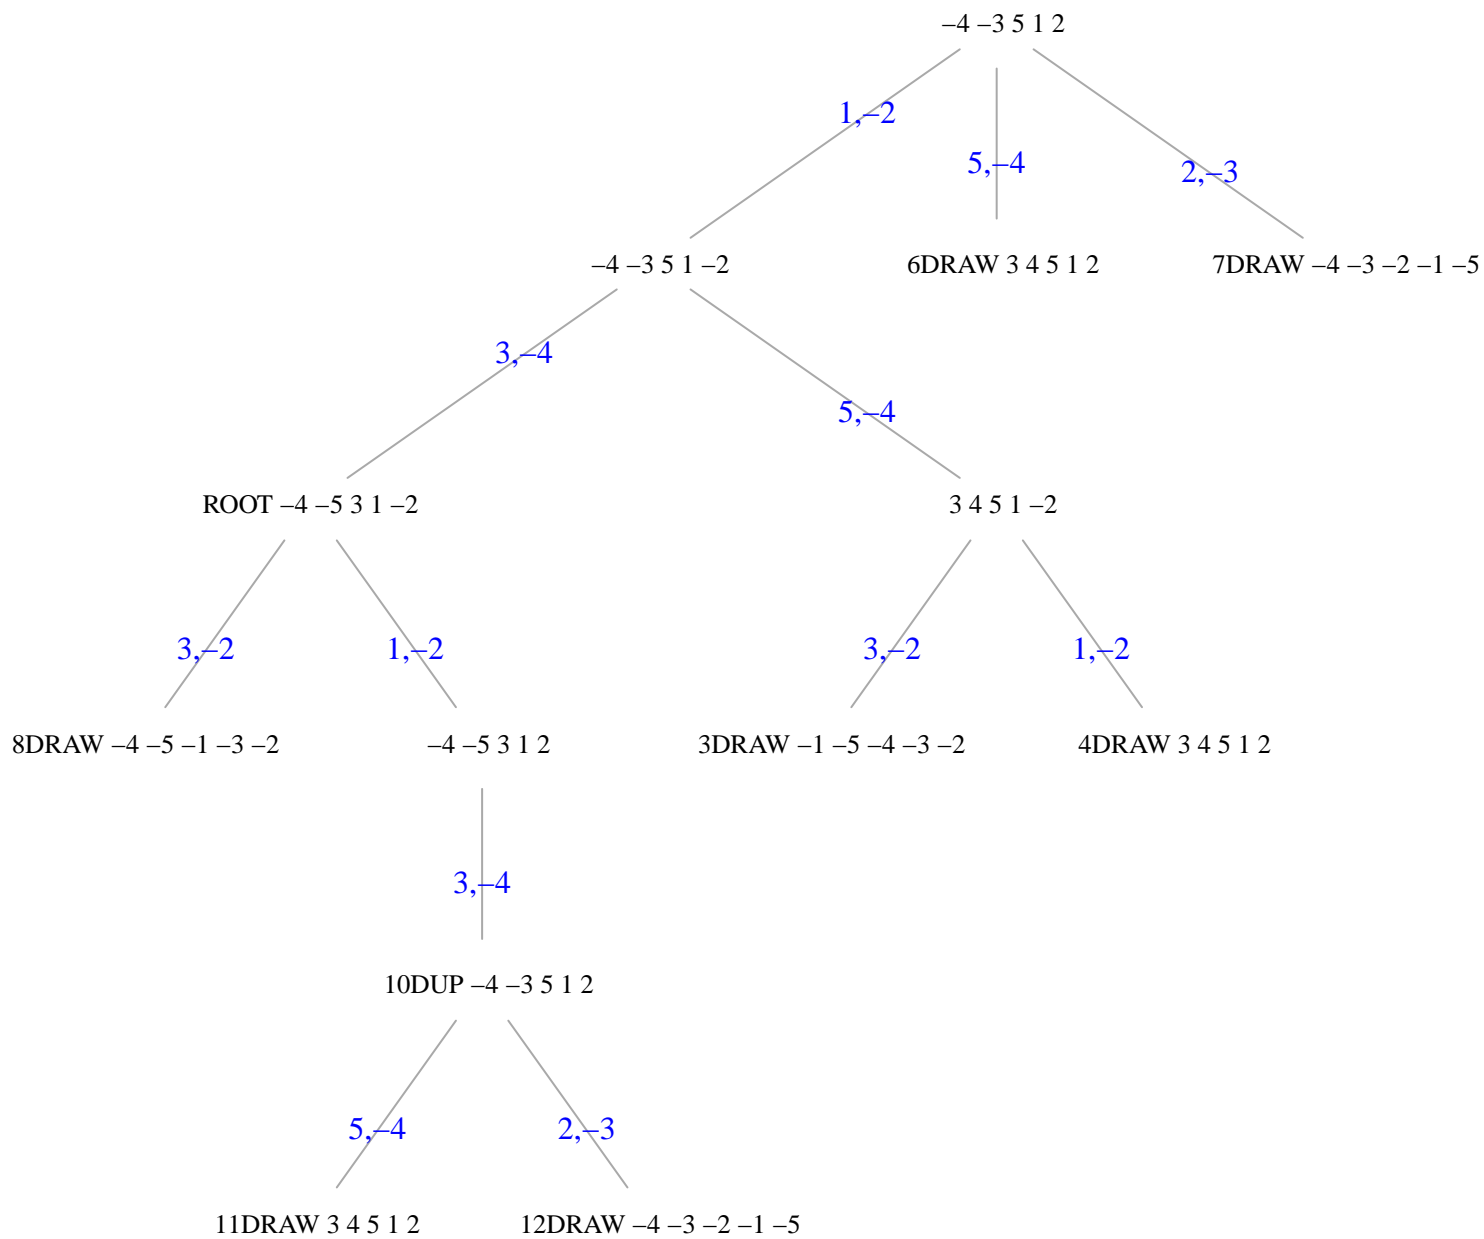 –4 –3 5 1 2
1,–2
5,–4
2,–3
–4 –3 5 1 –2
6DRAW 3 4 5 1 2
7DRAW –4 –3 –2 –1 –5
3,–4
5,–4
ROOT –4 –5 3 1 –2
3 4 5 1 –2
3,–2
1,–2
3,–2
1,–2
8DRAW –4 –5 –1 –3 –2
–4 –5 3 1 2
3DRAW –1 –5 –4 –3 –2
4DRAW 3 4 5 1 2
3,–4
10DUP –4 –3 5 1 2
5,–4
2,–3
11DRAW 3 4 5 1 2
12DRAW –4 –3 –2 –1 –5